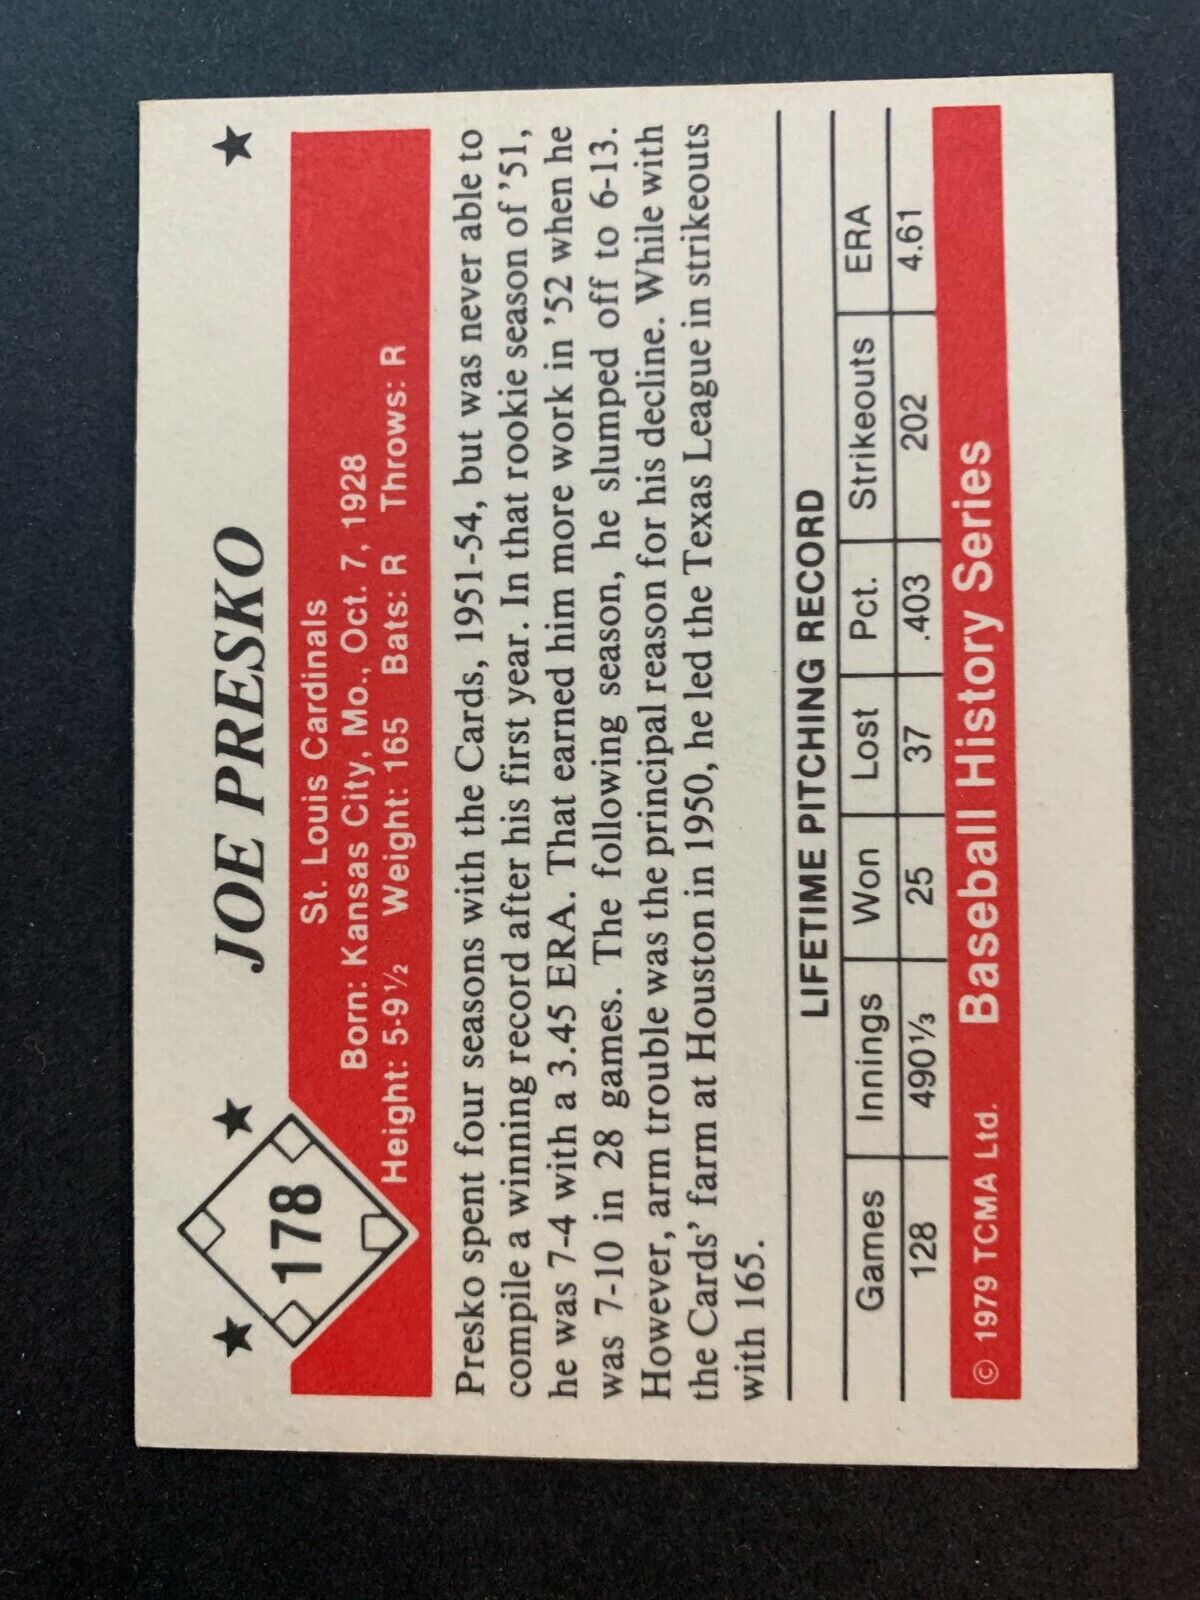 178
JOE PRESKO
St. Louis Cardinals
Born: Kansas City, Mo., Oct. 7, 1928
Height: 5-9½ Weight: 165 Bats: R Throws: R
Presko spent four seasons with the Cards, 1951-54, but was never able to
compile a winning record after his first year. In that rookie season of '51,
he was 7-4 with a 3.45 ERA. That earned him more work in '52 when he
was 7-10 in 28 games. The following season, he slumped off to 6-13.
However, arm trouble was the principal reason for his decline. While with
the Cards' farm at Houston in 1950, he led the Texas League in strikeouts
with 165.
LIFETIME PITCHING RECORD
Games Innings Won Lost Pct. Strikeouts ERA
128 490⅓ 25 37 .403 202 4.61
© 1979 TCMA Ltd. Baseball History Series